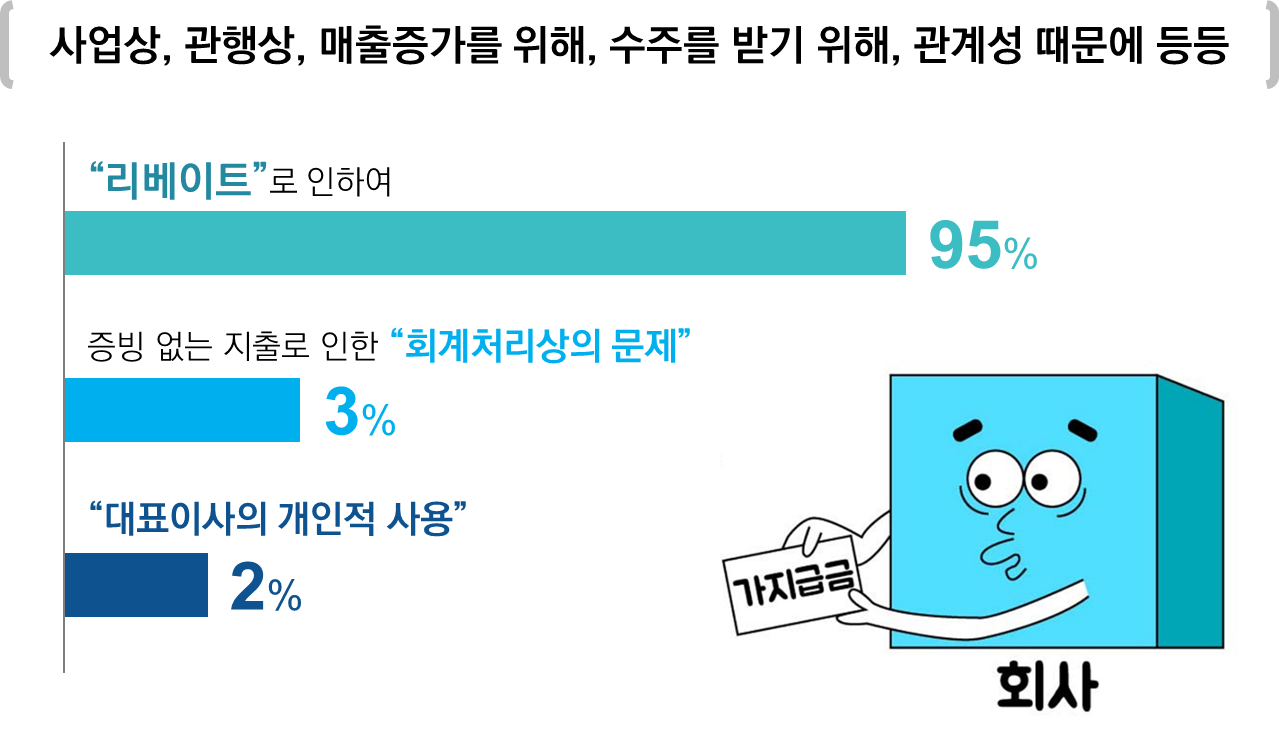 사업상, 관행상, 매출증가를 위해, 수주를 받기 위해, 관계성 때문에 등등
“리베이트”로 인하여
95%
증빙 없는 지출로 인한 “회계처리상의 문제”
3%
“대표이사의 개인적 사용”
2%
가지급금
회사